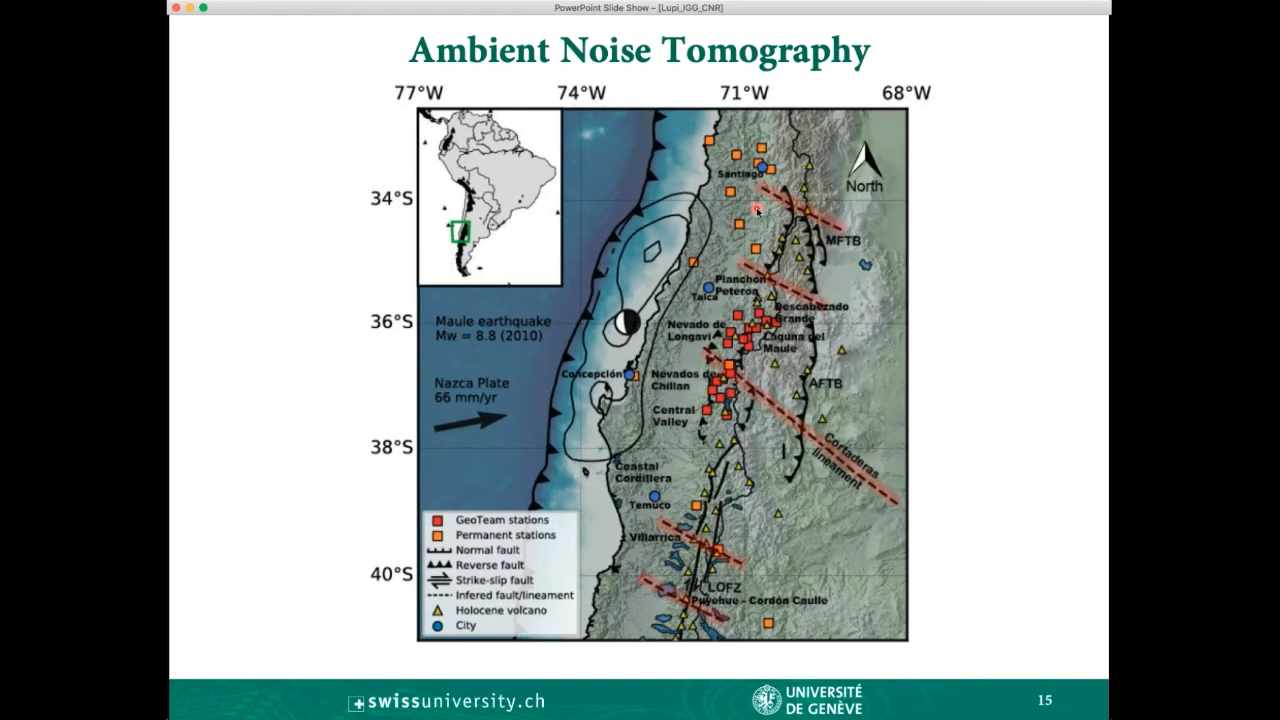 PowerPoint Slide Show – [Lupi_IGG_CNR]
Ambient Noise Tomography
77°W 74°W 71°W 68°W
34°S
36°S
38°S
40°S
North
Santiago
MFTB
Planchon
Peteroa
Talca
Descabezado
Grande
Nevado de
Longavi
Laguna del
Maule
Maule earthquake
Mw = 8.8 (2010)
Concepción
Nevados de
Chillan
AFTB
Nazca Plate
66 mm/yr
Central
Valley
Cortaderas
lineament
Coastal
Cordillera
Temuco
Villarrica
LOFZ
Puyehue - Cordón Caulle
GeoTeam stations
Permanent stations
Normal fault
Reverse fault
Strike-slip fault
Infered fault/lineament
Holocene volcano
City
swissuniversity.ch
UNIVERSITÉ
DE GENÈVE
15